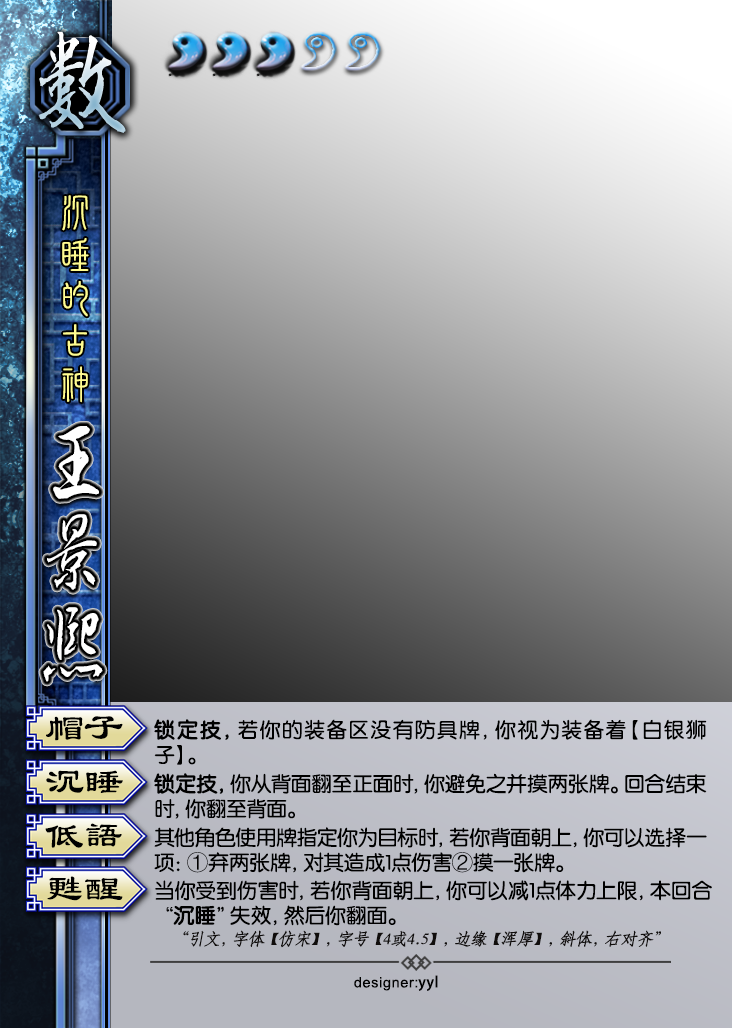 数
沉睡的古神
王景熙
帽子
锁定技，若你的装备区没有防具牌，你视为装备着【白银狮
子】。
沉睡
锁定技，你从背面翻至正面时，你避免之并摸两张牌。回合结束
时，你翻至背面。
低語
其他角色使用牌指定你为目标时，若你背面朝上，你可以选择一
项：①弃两张牌，对其造成1点伤害②摸一张牌。
甦醒
当你受到伤害时，若你背面朝上，你可以减1点体力上限，本回合
“沉睡”失效，然后你翻面。
“引文，字体【仿宋】，字号【4或4.5】，边缘【浑厚】，斜体，右对齐”
designer:yyl